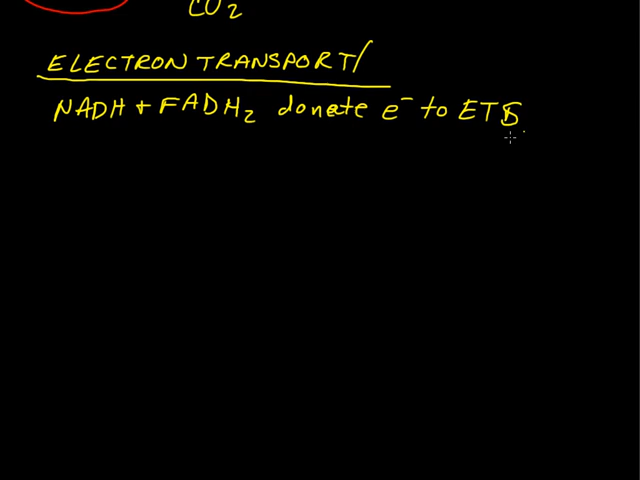 CO2
ELECTRON TRANSPORT/
NADH + FADH2 donate e- to ETS